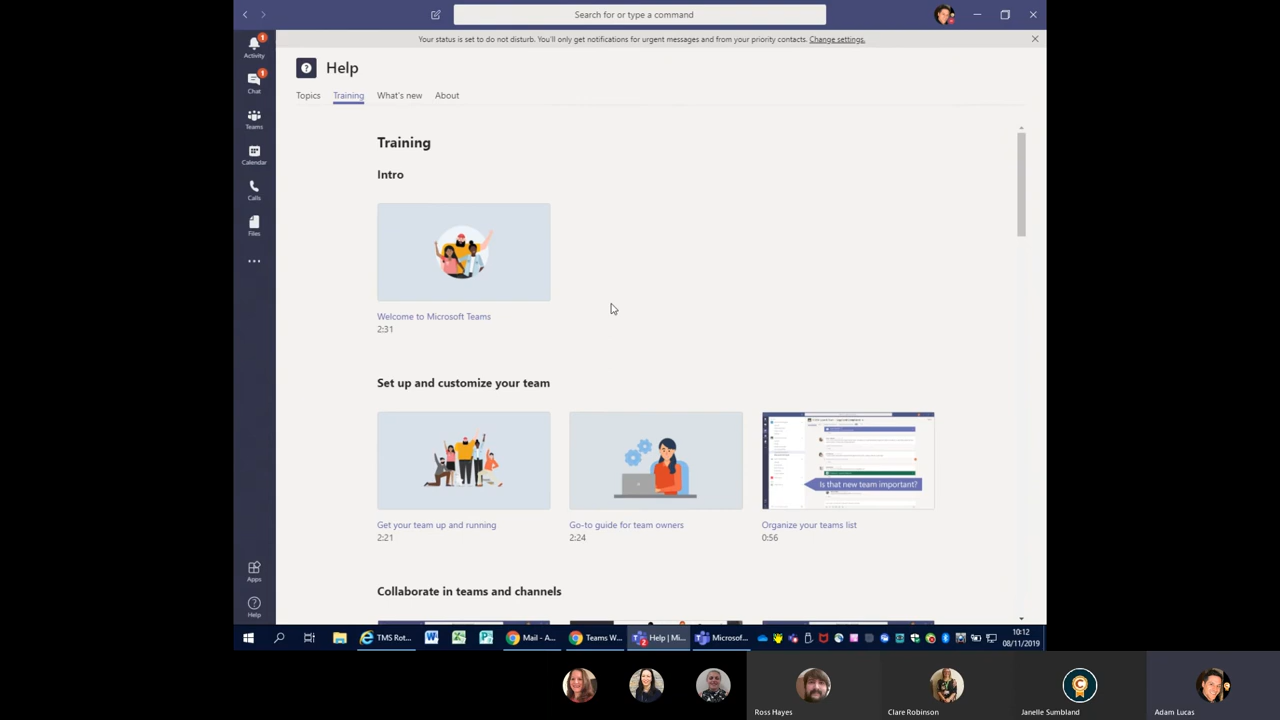 Search for or type a command
Your status is set to do not disturb. You'll only get notifications for urgent messages and from your priority contacts. Change settings.
1
Activity
1
Chat
Teams
Calendar
Calls
Files
Apps
Help
Help
Topics
Training
What's new
About
Training
Intro
Welcome to Microsoft Teams
2:31
Set up and customize your team
Is that new team important?
Get your team up and running
2:21
Go-to guide for team owners
2:24
Organize your teams list
0:56
Collaborate in teams and channels
TMS Rot...
Mail - A...
Teams W...
Help | Mi...
Microsof...
10:12
08/11/2019
Ross Hayes
Clare Robinson
Janelle Sumbland
Adam Lucas